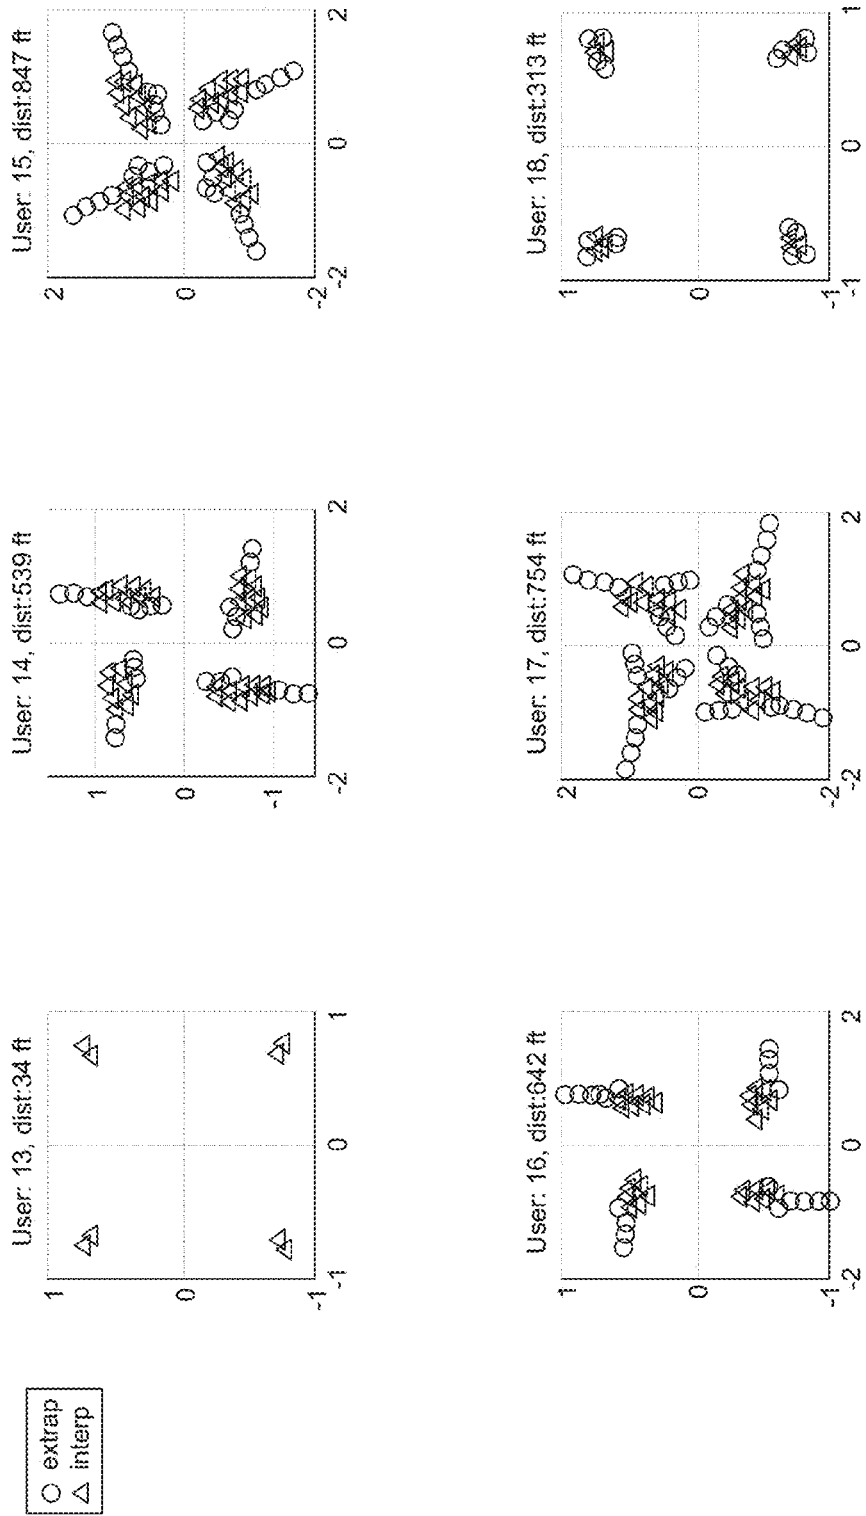 extrap
interp
User: 13, dist:34 ft
1
0
-1
-1 0 1
User: 14, dist:539 ft
1
0
-1
-2 0 2
User: 15, dist:847 ft
2
0
-2
-2 0 2
User: 16, dist:642 ft
1
0
-1
-2 0 2
User: 17, dist:754 ft
2
0
-2
-2 0 2
User: 18, dist:313 ft
1
0
-1
-1 0 1